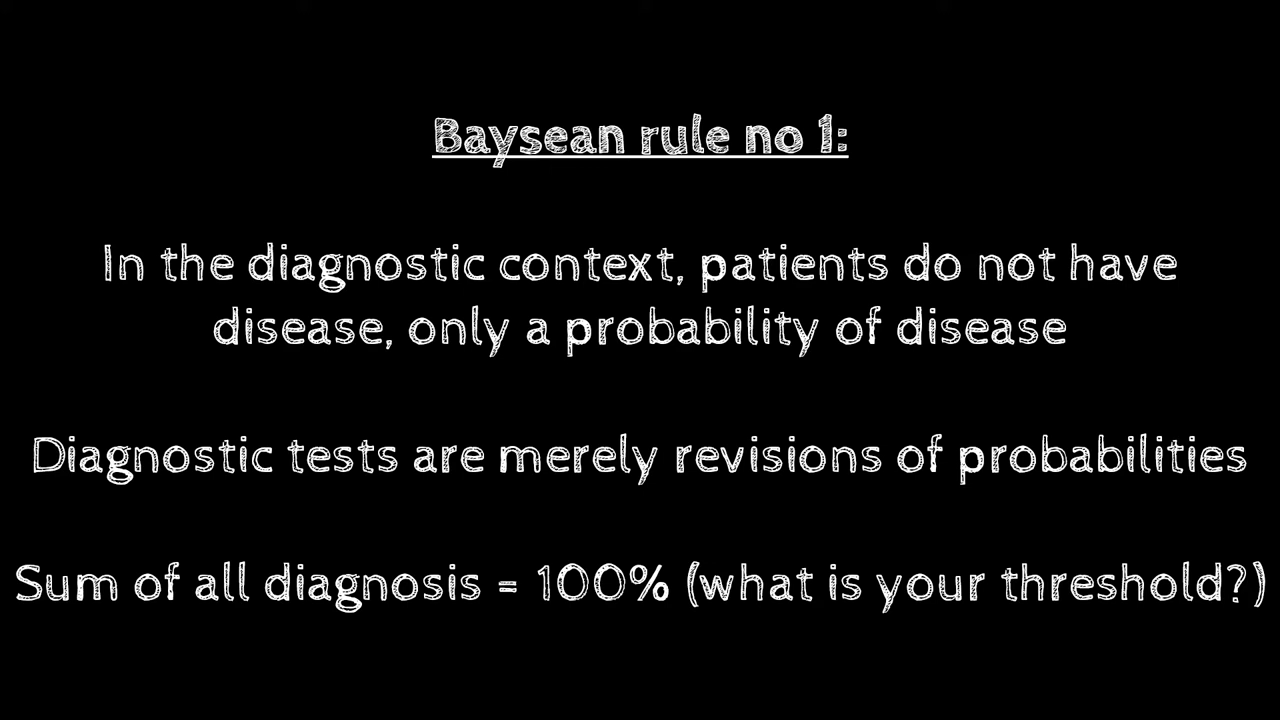 Baysean rule no 1:
In the diagnostic context, patients do not have
disease, only a probability of disease
Diagnostic tests are merely revisions of probabilities
Sum of all diagnosis = 100% (what is your threshold?)